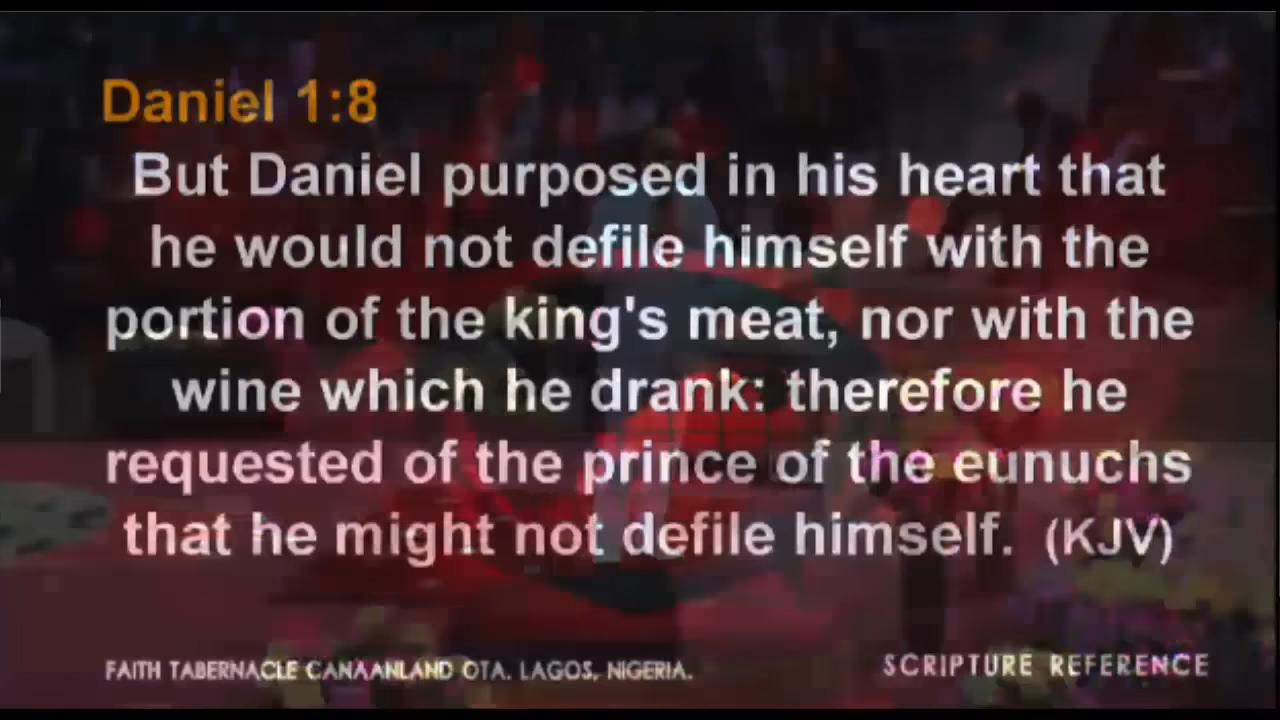 Daniel 1:8
But Daniel purposed in his heart that
he would not defile himself with the
portion of the king's meat, nor with the
wine which he drank: therefore he
requested of the prince of the eunuchs
that he might not defile himself. (KJV)
FAITH TABERNACLE CANAANLAND OTA. LAGOS, NIGERIA.
SCRIPTURE REFERENCE